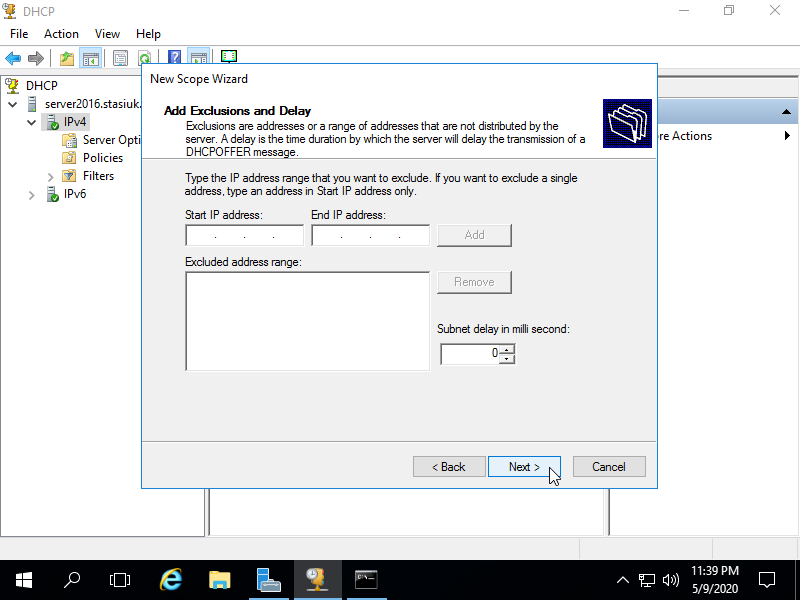 DHCP
File Action View Help
DHCP
server2016.stasiuk.
IPv4
Server Opti
Policies
Filters
IPv6
New Scope Wizard
Add Exclusions and Delay
Exclusions are addresses or a range of addresses that are not distributed by the
server. A delay is the time duration by which the server will delay the transmission of a
DHCPOFFER message.
Type the IP address range that you want to exclude. If you want to exclude a single
address, type an address in Start IP address only.
Start IP address: End IP address:
Add
Excluded address range:
Remove
Subnet delay in milli second:
0
< Back Next > Cancel
re Actions
11:39 PM
5/9/2020